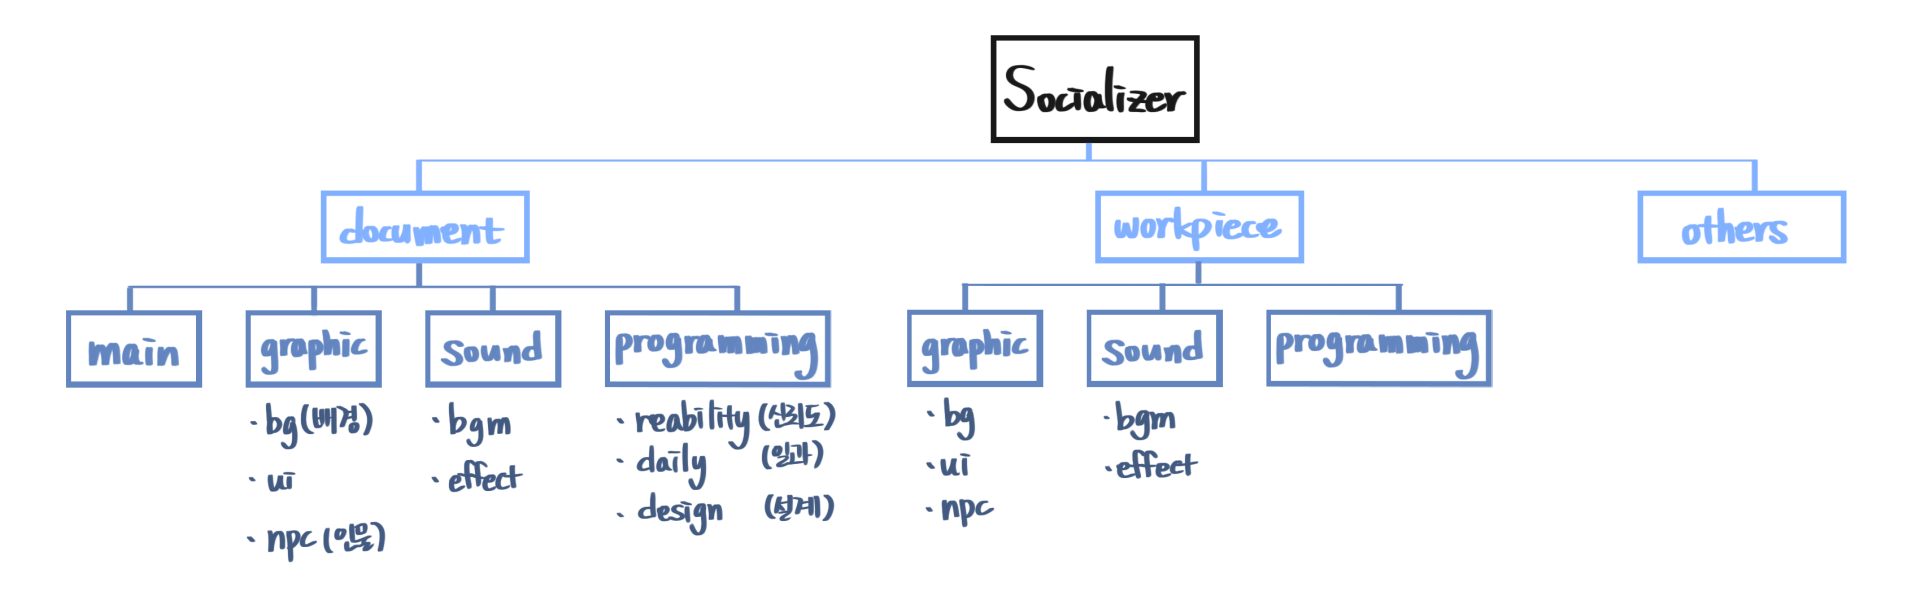 Socializer
document
workpiece
others
main
graphic
sound
programming
graphic
sound
programming
· bg (배경)
· ui
· npc (인물)
· bgm
· effect
· reability (신뢰도)
· daily (일과)
· design (설계)
· bg
· ui
· npc
· bgm
· effect